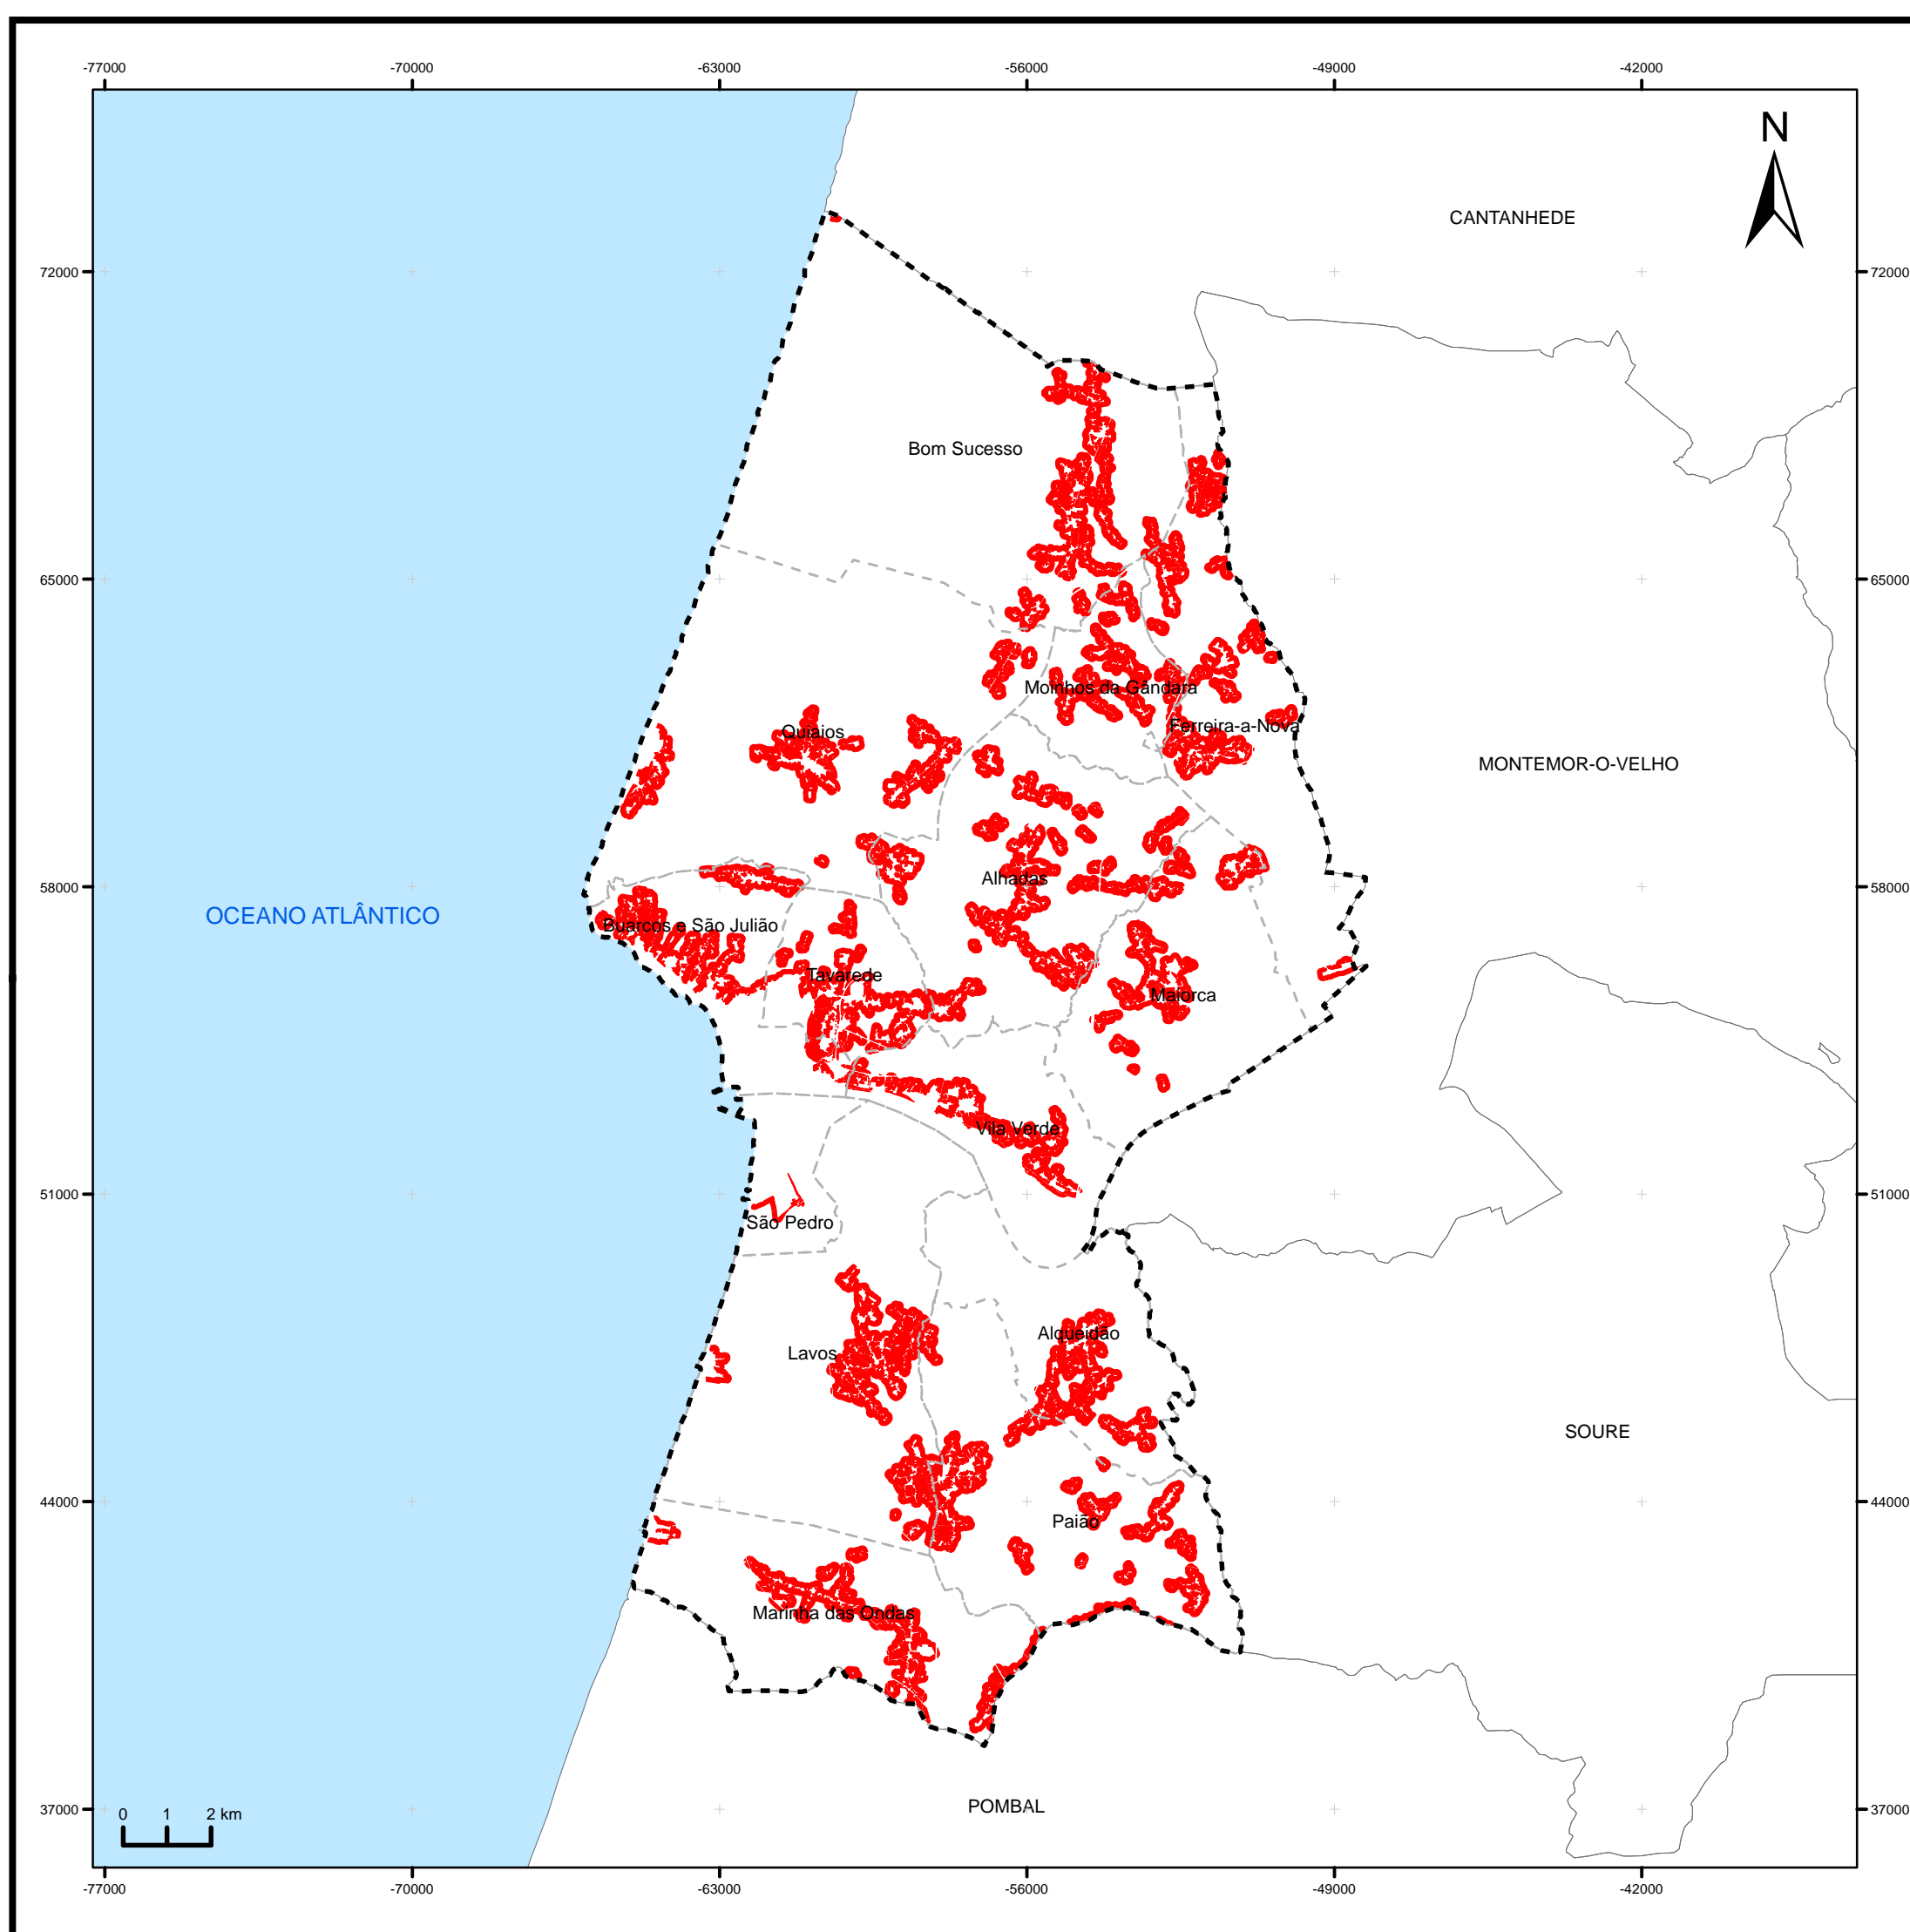 -77000 -70000 -63000 -56000 -49000 -42000
N
CANTANHEDE
72000 72000
Bom Sucesso
65000 65000
Moinhos da Gândara
Ferreira-a-Nova
Quiaios
MONTEMOR-O-VELHO
Alhadas
58000 58000
OCEANO ATLÂNTICO
Buarcos e São Julião
Tavarede
Maiorca
Vila Verde
51000 51000
São Pedro
Alqueidão
Lavos
SOURE
44000 44000
Paião
Marinha das Ondas
POMBAL
37000 37000
0 1 2 km
-77000 -70000 -63000 -56000 -49000 -42000